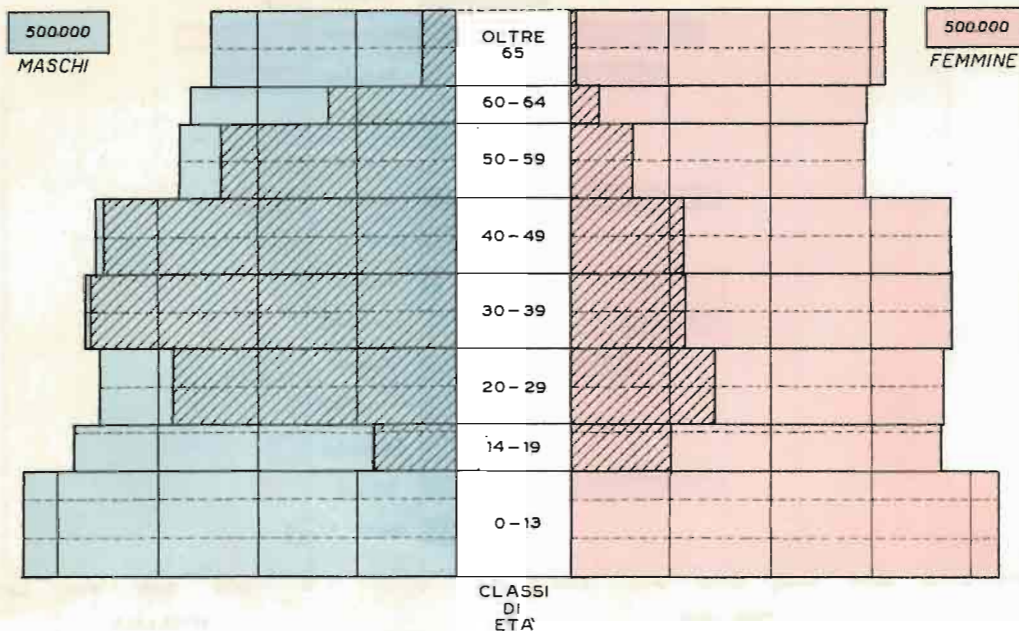 500.000
MASCHI
500.000
FEMMINE
OLTRE
65
60-64
50-59
40-49
30-39
20-29
14-19
0-13
CLASSI
DI
ETÀ